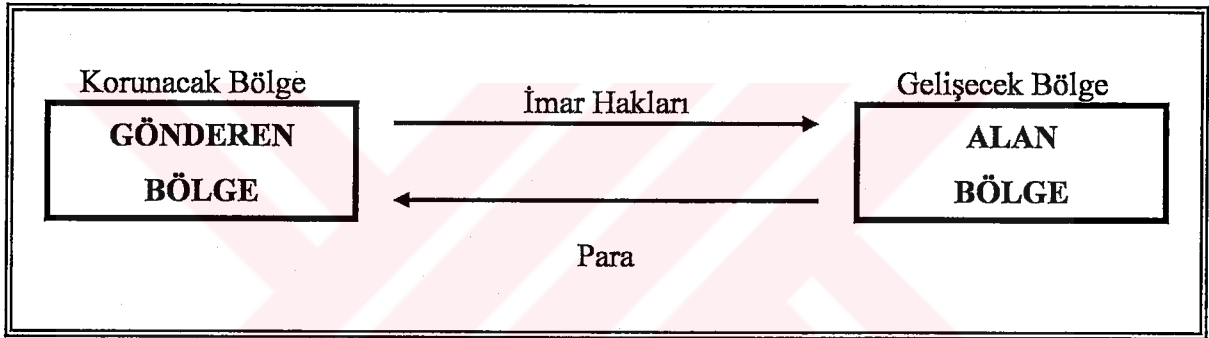 Korunacak Bölge
GÖNDEREN
BÖLGE
İmar Hakları
Para
Gelişecek Bölge
ALAN
BÖLGE